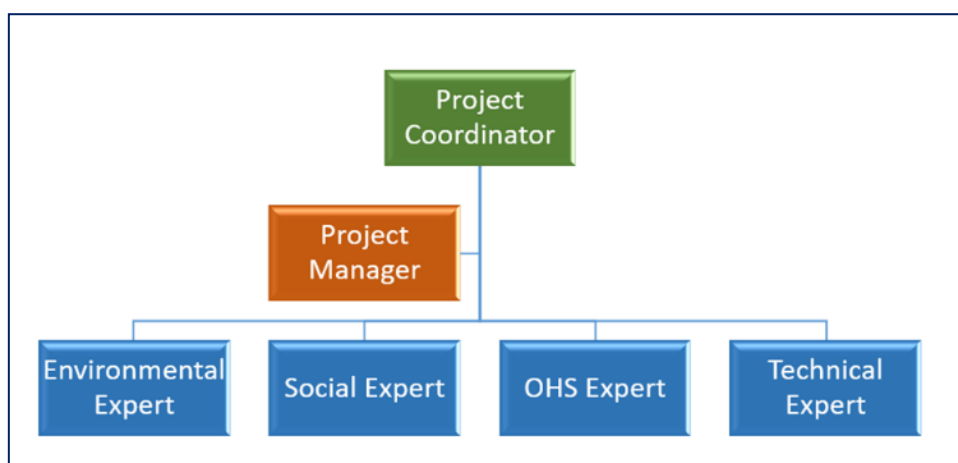 Project
Coordinator
Project
Manager
Environmental
Expert
Social Expert
OHS Expert
Technical
Expert